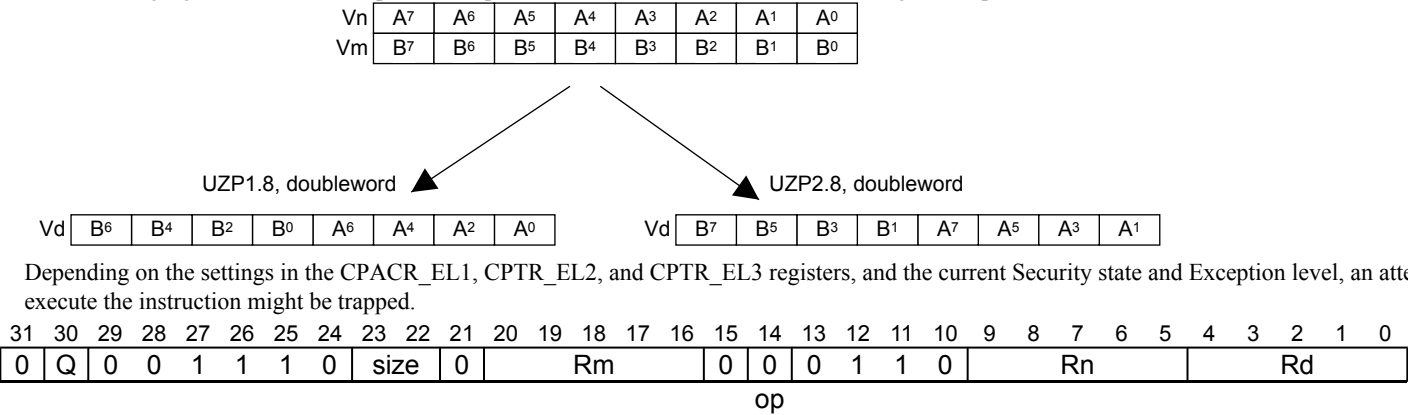 Vn A7 A6 A5 A4 A3 A2 A1 A0
Vm B7 B6 B5 B4 B3 B2 B1 B0
UZP1.8, doubleword UZP2.8, doubleword
Vd B6 B4 B2 B0 A6 A4 A2 A0 Vd B7 B5 B3 B1 A7 A5 A3 A1
Depending on the settings in the CPACR_EL1, CPTR_EL2, and CPTR_EL3 registers, and the current Security state and Exception level, an
execute the instruction might be trapped.
31 30 29 28 27 26 25 24 23 22 21 20 19 18 17 16 15 14 13 12 11 10 9 8 7 6 5 4 3 2 1 0
0 Q 0 0 1 1 1 0 size 0 Rm 0 0 0 1 1 0 Rn Rd
op